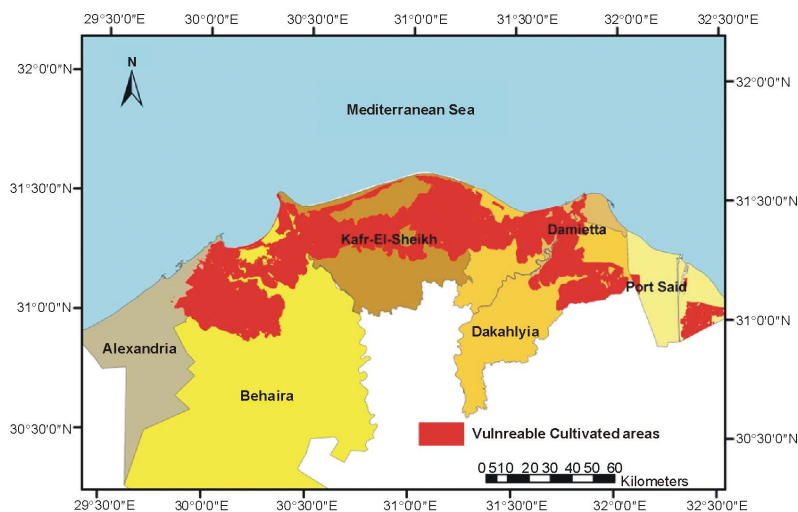 29°30'0"E 30°0'0"E 30°30'0"E 31°0'0"E 31°30'0"E 32°0'0"E 32°30'0"E
32°0'0"N
32°0'0"N
N
Mediterranean Sea
31°30'0"N
31°30'0"N
Damietta
Kafr-El-Sheikh
Port Said
31°0'0"N
31°0'0"N
Dakahlyia
Alexandria
Behaira
30°30'0"N
Vulnreable Cultivated areas
30°30'0"N
0 510 20 30 40 50 60
Kilometers
29°30'0"E 30°0'0"E 30°30'0"E 31°0'0"E 31°30'0"E 32°0'0"E 32°30'0"E